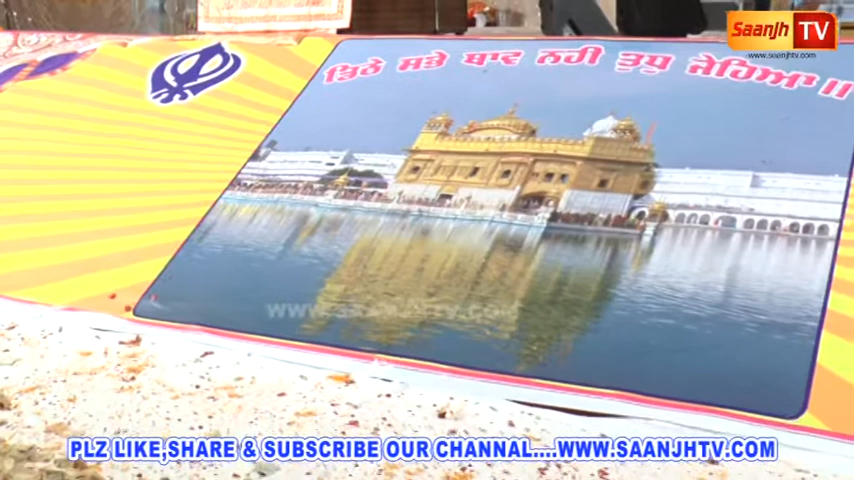 Saanjh TV
www.saanjhtv.com
ਡਿਠੇ ਸਭੇ ਥਾਵ ਨਹੀ ਤੁਧੁ ਜੇਹਿਆ ॥
WWW.SAANJHTV.COM
PLZ LIKE,SHARE & SUBSCRIBE OUR CHANNAL....WWW.SAANJHTV.COM